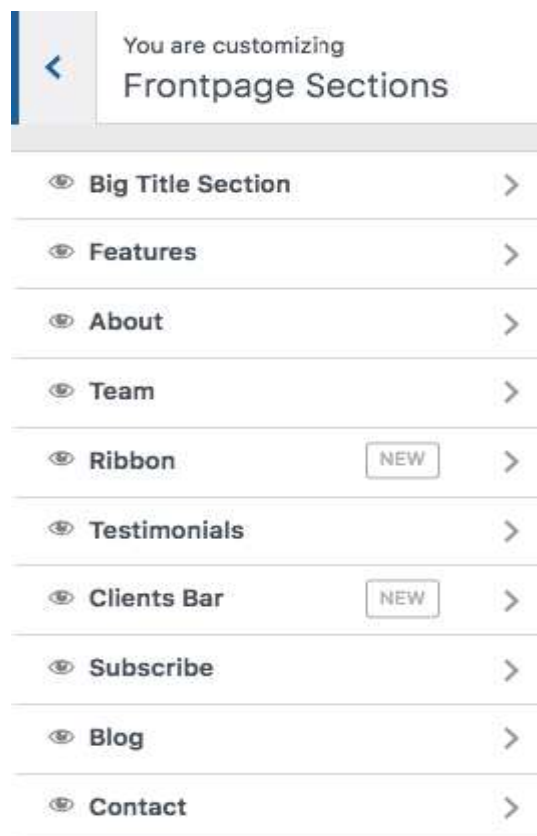 You are customizing
Frontpage Sections
Big Title Section
Features
About
Team
Ribbon NEW
Testimonials
Clients Bar NEW
Subscribe
Blog
Contact